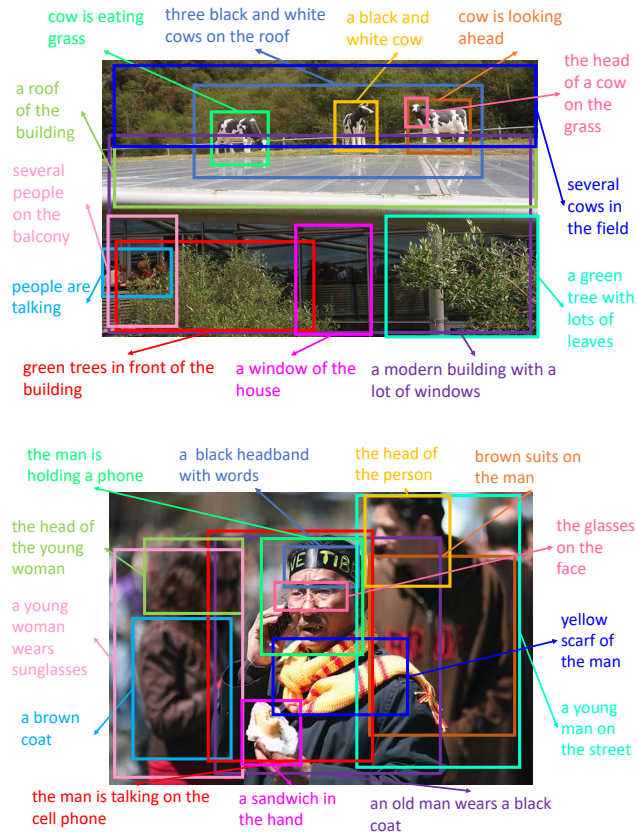 cow is eating
grass
three black and white
cows on the roof
a black and
white cow
cow is looking
ahead
the head
of a cow
on the
grass
a roof
of the
building
several
people on
the balcony
several
cows in
the field
people are
talking
a green
tree with
lots of
leaves
green trees in front of the
building
a window of the
house
a modern building with a
lot of windows
the man is
holding a phone
a black headband
with words
the head of the
person
brown suits on
the man
the head of
the young
woman
the glasses
on the
face
a young
woman
wears
sunglasses
yellow
scarf of
the man
a brown
coat
a young
man on
the street
the man is talking on the
cell phone
a sandwich in
the hand
an old man wears a black
coat